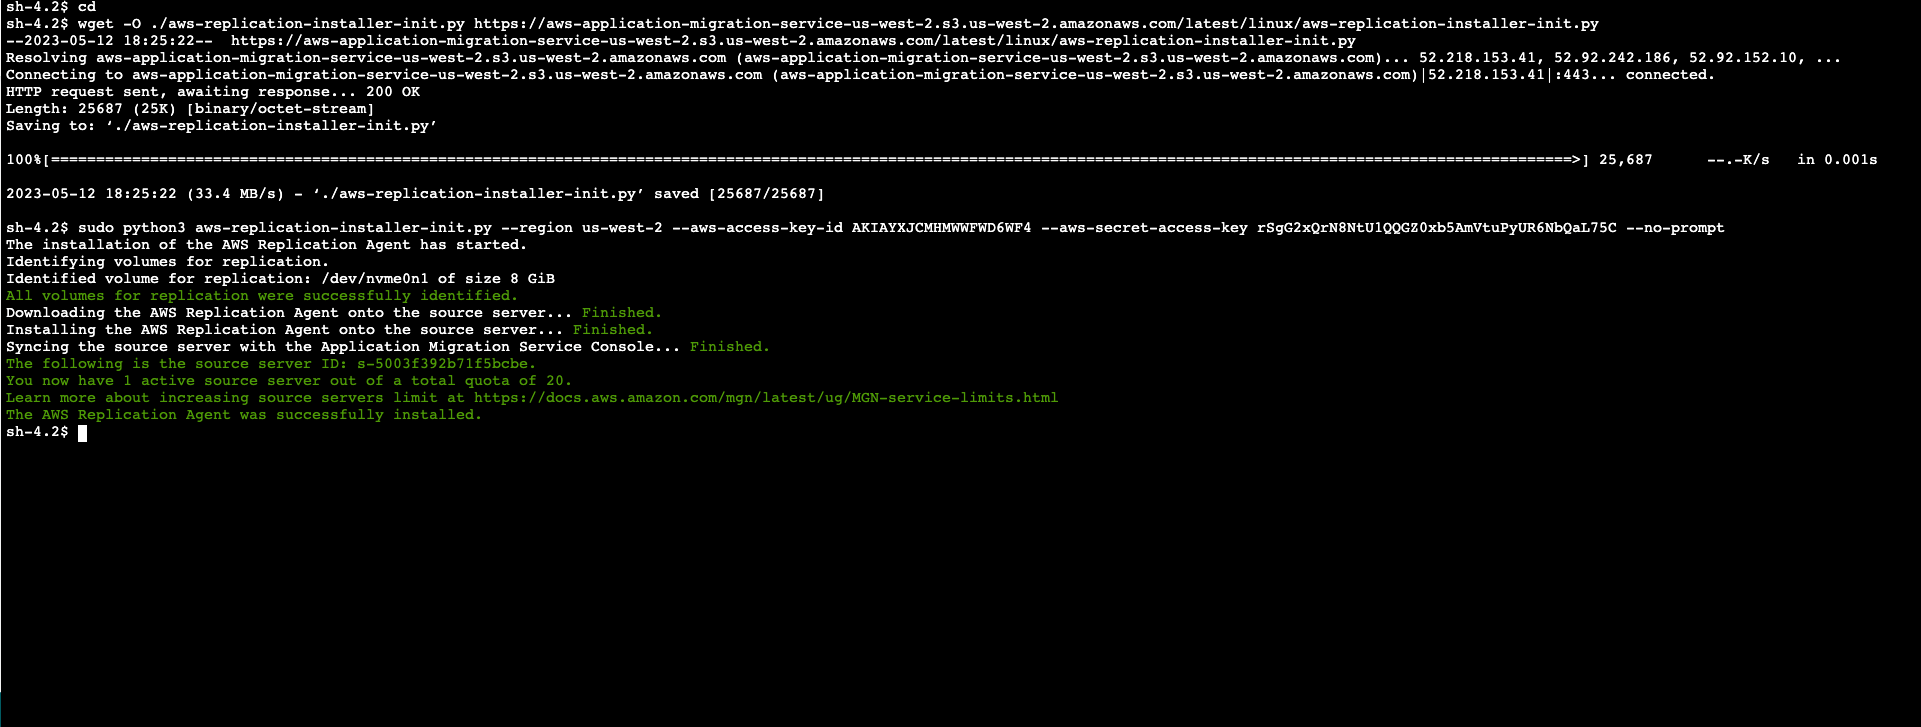 sh-4.2$ cd
sh-4.2$ wget -O ./aws-replication-installer-init.py https://aws-application-migration-service-us-west-2.s3.us-west-2.amazonaws.com/latest/linux/aws-replication-installer-init.py
--2023-05-12 18:25:22--  https://aws-application-migration-service-us-west-2.s3.us-west-2.amazonaws.com/latest/linux/aws-replication-installer-init.py
Resolving aws-application-migration-service-us-west-2.s3.us-west-2.amazonaws.com (aws-application-migration-service-us-west-2.s3.us-west-2.amazonaws.com)... 52.218.153.41, 52.92.242.186, 52.92.152.10, ...
Connecting to aws-application-migration-service-us-west-2.s3.us-west-2.amazonaws.com (aws-application-migration-service-us-west-2.s3.us-west-2.amazonaws.com)|52.218.153.41|:443... connected.
HTTP request sent, awaiting response... 200 OK
Length: 25687 (25K) [binary/octet-stream]
Saving to: ‘./aws-replication-installer-init.py’
100%[=========================================================================================================================================================================>] 25,687      --.-K/s   in 0.001s
2023-05-12 18:25:22 (33.4 MB/s) - ‘./aws-replication-installer-init.py’ saved [25687/25687]
sh-4.2$ sudo python3 aws-replication-installer-init.py --region us-west-2 --aws-access-key-id AKIAYXJCMHMWWFWD6WF4 --aws-secret-access-key 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 --no-prompt
The installation of the AWS Replication Agent has started.
Identifying volumes for replication.
Identified volume for replication: /dev/nvme0n1 of size 8 GiB
All volumes for replication were successfully identified.
Downloading the AWS Replication Agent onto the source server... Finished.
Installing the AWS Replication Agent onto the source server... Finished.
Syncing the source server with the Application Migration Service Console... Finished.
The following is the source server ID: s-5003f392b71f5bcbe.
You now have 1 active source server out of a total quota of 20.
Learn more about increasing source servers limit at https://docs.aws.amazon.com/mgn/latest/ug/MGN-service-limits.html
The AWS Replication Agent was successfully installed.
sh-4.2$